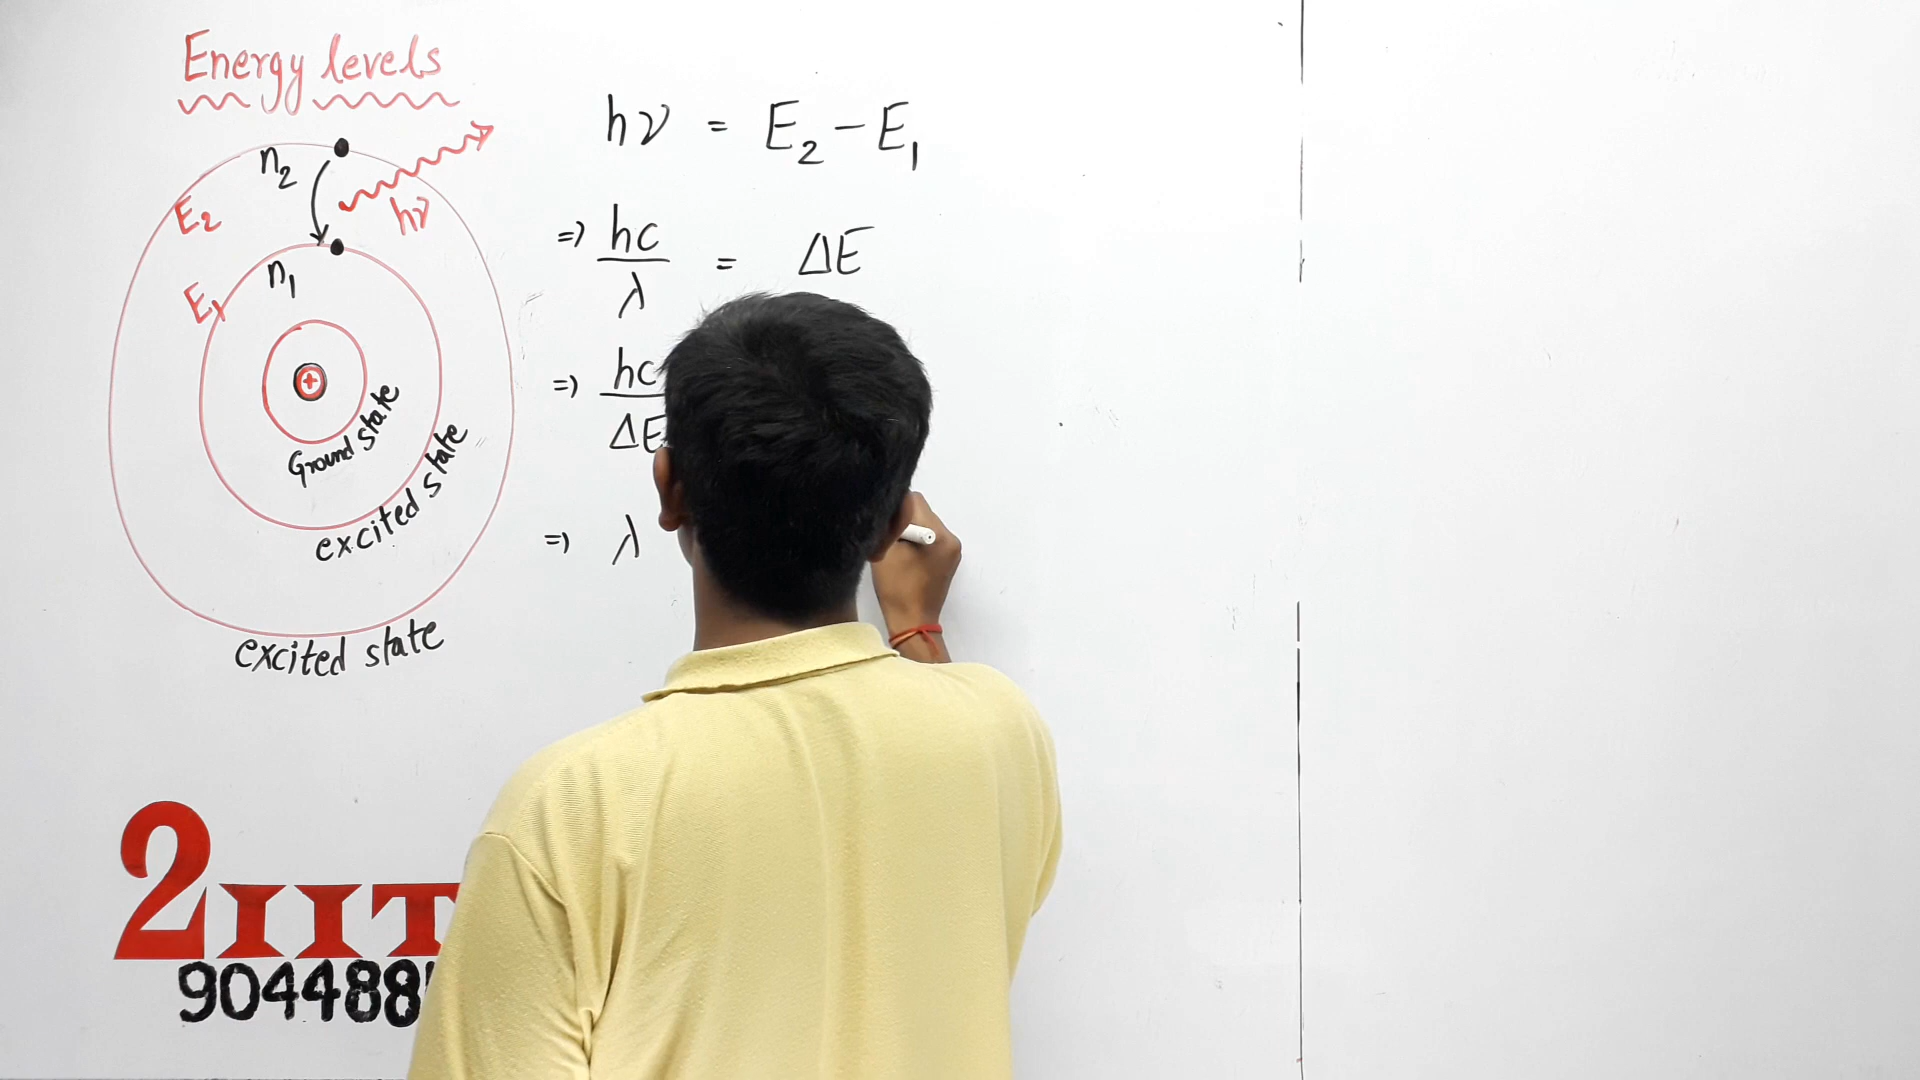 Energy levels
n₂
E₂
hν
n₁
E₁
+
Ground state
excited state
excited state
hν = E₂ − E₁
⇒ hc/λ = ΔE
⇒ hc/ΔE
⇒ λ
2IIT
904488